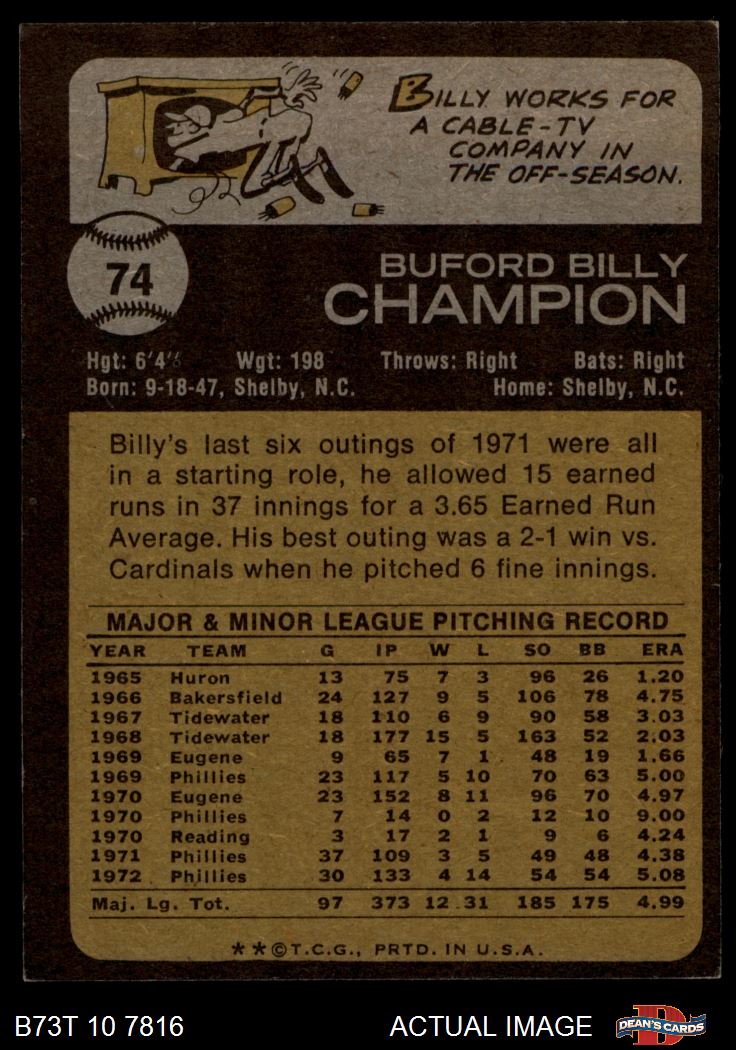 BILLY WORKS FOR
A CABLE-TV
COMPANY IN
THE OFF-SEASON.
74
BUFORD BILLY
CHAMPION
Hgt: 6'4" Wgt: 198 Throws: Right Bats: Right
Born: 9-18-47, Shelby, N.C. Home: Shelby, N.C.
Billy's last six outings of 1971 were all
in a starting role, he allowed 15 earned
runs in 37 innings for a 3.65 Earned Run
Average. His best outing was a 2-1 win vs.
Cardinals when he pitched 6 fine innings.
MAJOR & MINOR LEAGUE PITCHING RECORD
YEAR TEAM G IP W L SO BB ERA
1965 Huron 13 75 7 3 96 26 1.20
1966 Bakersfield 24 127 9 5 106 78 4.75
1967 Tidewater 18 110 6 9 90 58 3.03
1968 Tidewater 18 177 15 5 163 52 2.03
1969 Eugene 9 65 7 1 48 19 1.66
1969 Phillies 23 117 5 10 70 63 5.00
1970 Eugene 23 152 8 11 96 70 4.97
1970 Phillies 7 14 0 2 12 10 9.00
1970 Reading 3 17 2 1 9 6 4.24
1971 Phillies 37 109 3 5 49 48 4.38
1972 Phillies 30 133 4 14 54 54 5.08
Maj. Lg. Tot. 97 373 12 31 185 175 4.99
**©T.C.G., PRTD. IN U.S.A.
B73T 10 7816 ACTUAL IMAGE
D
DEAN'S CARDS